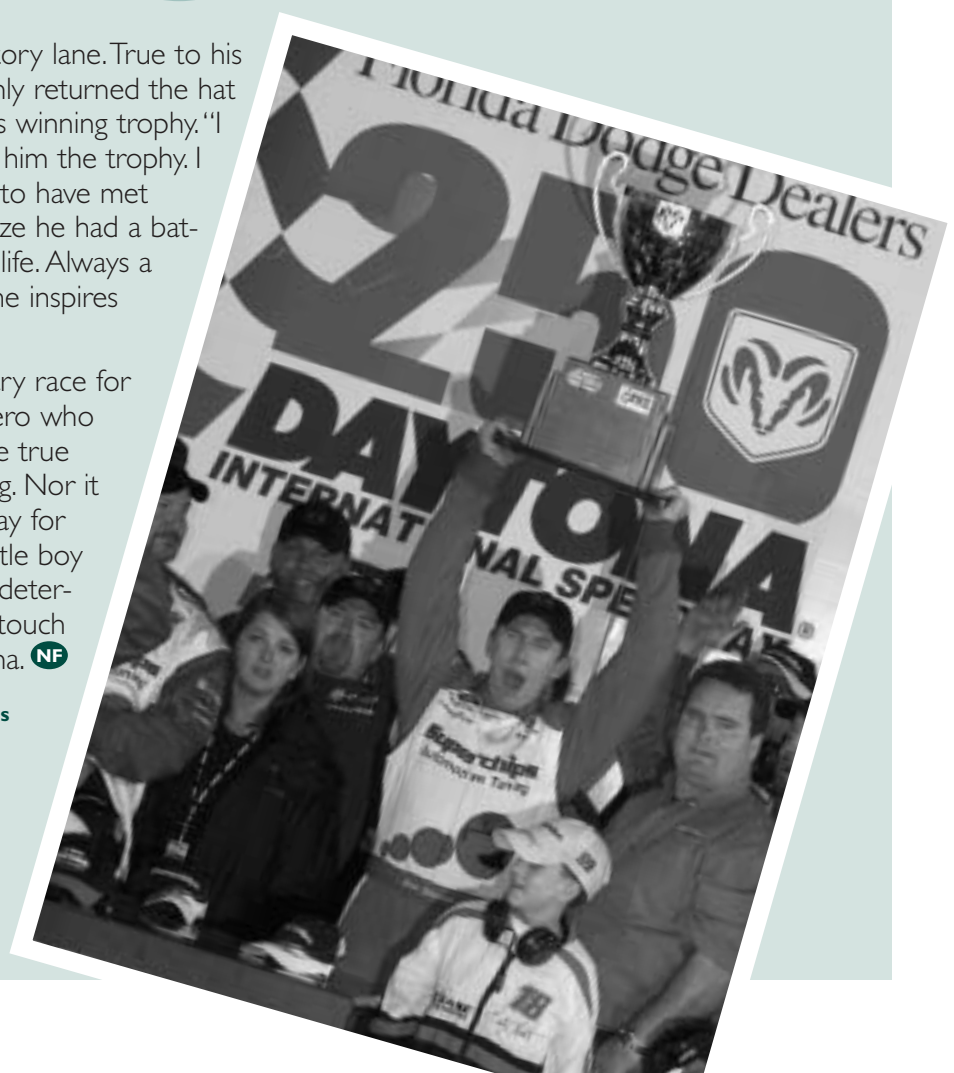 tory lane. True to his
nly returned the hat
s winning trophy. “I
him the trophy. I
to have met
ze he had a bat-
life. Always a
he inspires
ry race for
ero who
e true
g. Nor it
ay for
tle boy
deter-
touch
na. NF
s
Florida Dodge Dealers
250
DAYTONA
INTERNATIONAL SPEEDWAY
Superchips
Automotive Tuning
18